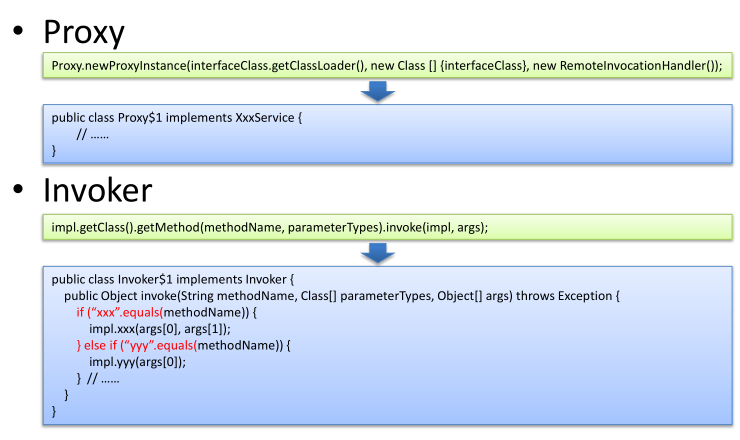 • Proxy
Proxy.newProxyInstance(interfaceClass.getClassLoader(), new Class [] {interfaceClass}, new RemoteInvocationHandler());
public class Proxy$1 implements XxxService {
// ……
}
• Invoker
impl.getClass().getMethod(methodName, parameterTypes).invoke(impl, args);
public class Invoker$1 implements Invoker {
public Object invoke(String methodName, Class[] parameterTypes, Object[] args) throws Exception {
if (“xxx”.equals(methodName)) {
impl.xxx(args[0], args[1]);
} else if (“yyy”.equals(methodName)) {
impl.yyy(args[0]);
} // ……
}
}